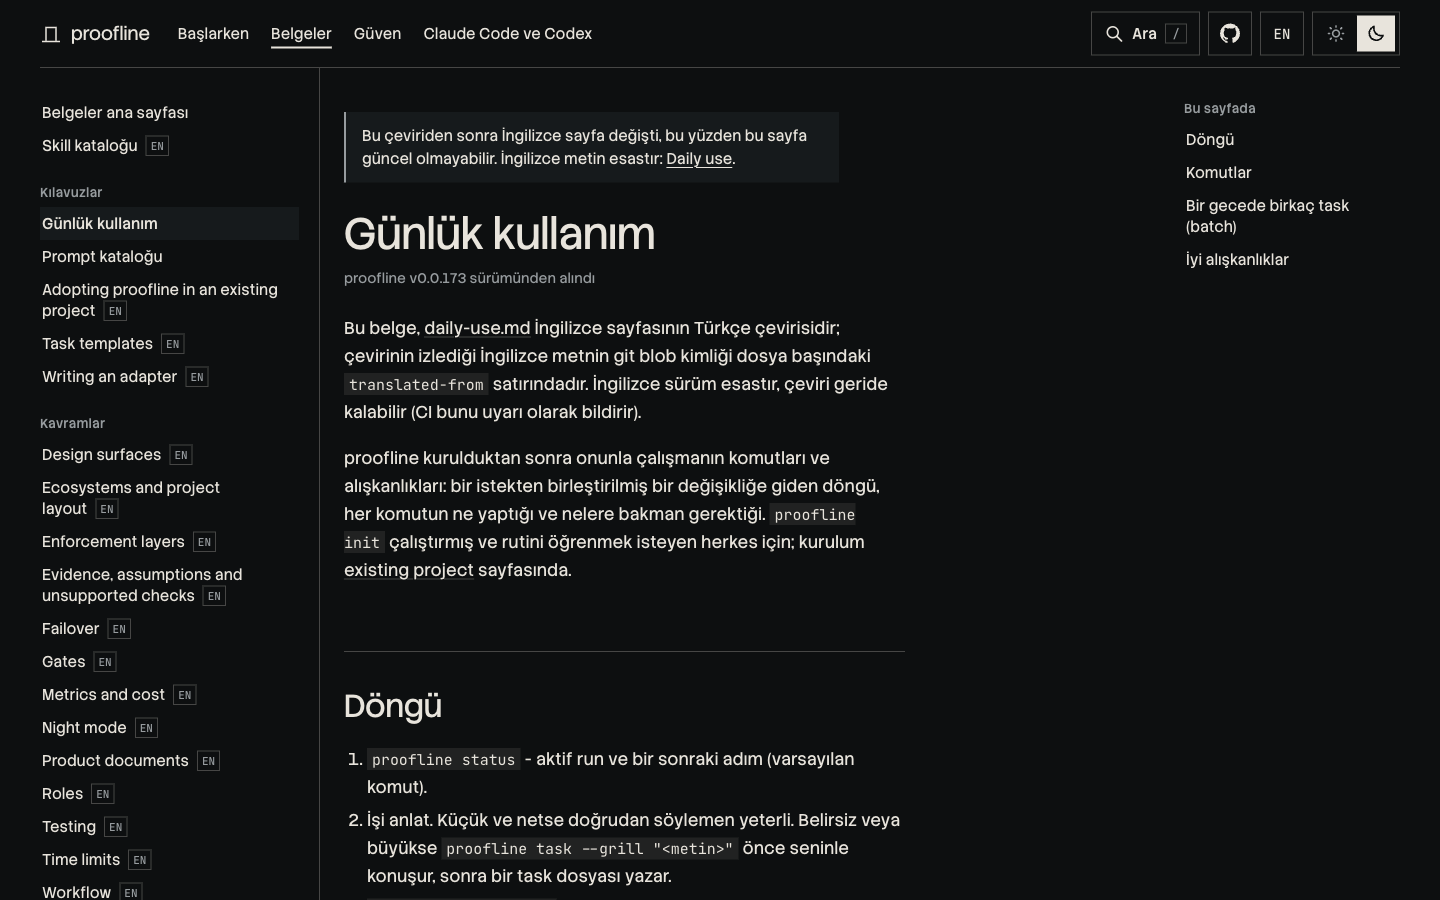 proofline Başlarken Belgeler Güven Claude Code ve Codex Ara / EN
Belgeler ana sayfası
Skill kataloğu EN
Kılavuzlar
Günlük kullanım
Prompt kataloğu
Adopting proofline in an existing
project EN
Task templates EN
Writing an adapter EN
Kavramlar
Design surfaces EN
Ecosystems and project
layout EN
Enforcement layers EN
Evidence, assumptions and
unsupported checks EN
Failover EN
Gates EN
Metrics and cost EN
Night mode EN
Product documents EN
Roles EN
Testing EN
Time limits EN
Workflow EN
Bu çeviriden sonra İngilizce sayfa değişti, bu yüzden bu sayfa
güncel olmayabilir. İngilizce metin esastır: Daily use.
Günlük kullanım
proofline v0.0.173 sürümünden alındı
Bu belge, daily-use.md İngilizce sayfasının Türkçe çevirisidir;
çevirinin izlediği İngilizce metnin git blob kimliği dosya başındaki
translated-from satırındadır. İngilizce sürüm esastır, çeviri geride
kalabilir (CI bunu uyarı olarak bildirir).
proofline kurulduktan sonra onunla çalışmanın komutları ve
alışkanlıkları: bir istekten birleştirilmiş bir değişikliğe giden döngü,
her komutun ne yaptığı ve nelere bakman gerektiği. proofline
init çalıştırmış ve rutini öğrenmek isteyen herkes için; kurulum
existing project sayfasında.
Döngü
1. proofline status - aktif run ve bir sonraki adım (varsayılan
komut).
2. İşi anlat. Küçük ve netse doğrudan söylemen yeterli. Belirsiz veya
büyükse proofline task --grill "<metin>" önce seninle
konuşur, sonra bir task dosyası yazar.
Bu sayfada
Döngü
Komutlar
Bir gecede birkaç task
(batch)
İyi alışkanlıklar